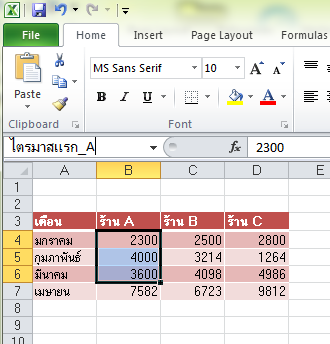 File Home Insert Page Layout Formulas
Paste
MS Sans Serif 10 A A
B I U A
Clipboard Font
ไตรมาสแรก_A fx 2300
A B C D E
1
2
3 เดือน ร้าน A ร้าน B ร้าน C
4 มกราคม 2300 2500 2800
5 กุมภาพันธ์ 4000 3214 1264
6 มีนาคม 3600 4098 4986
7 เมษายน 7582 6723 9812
8
9
10